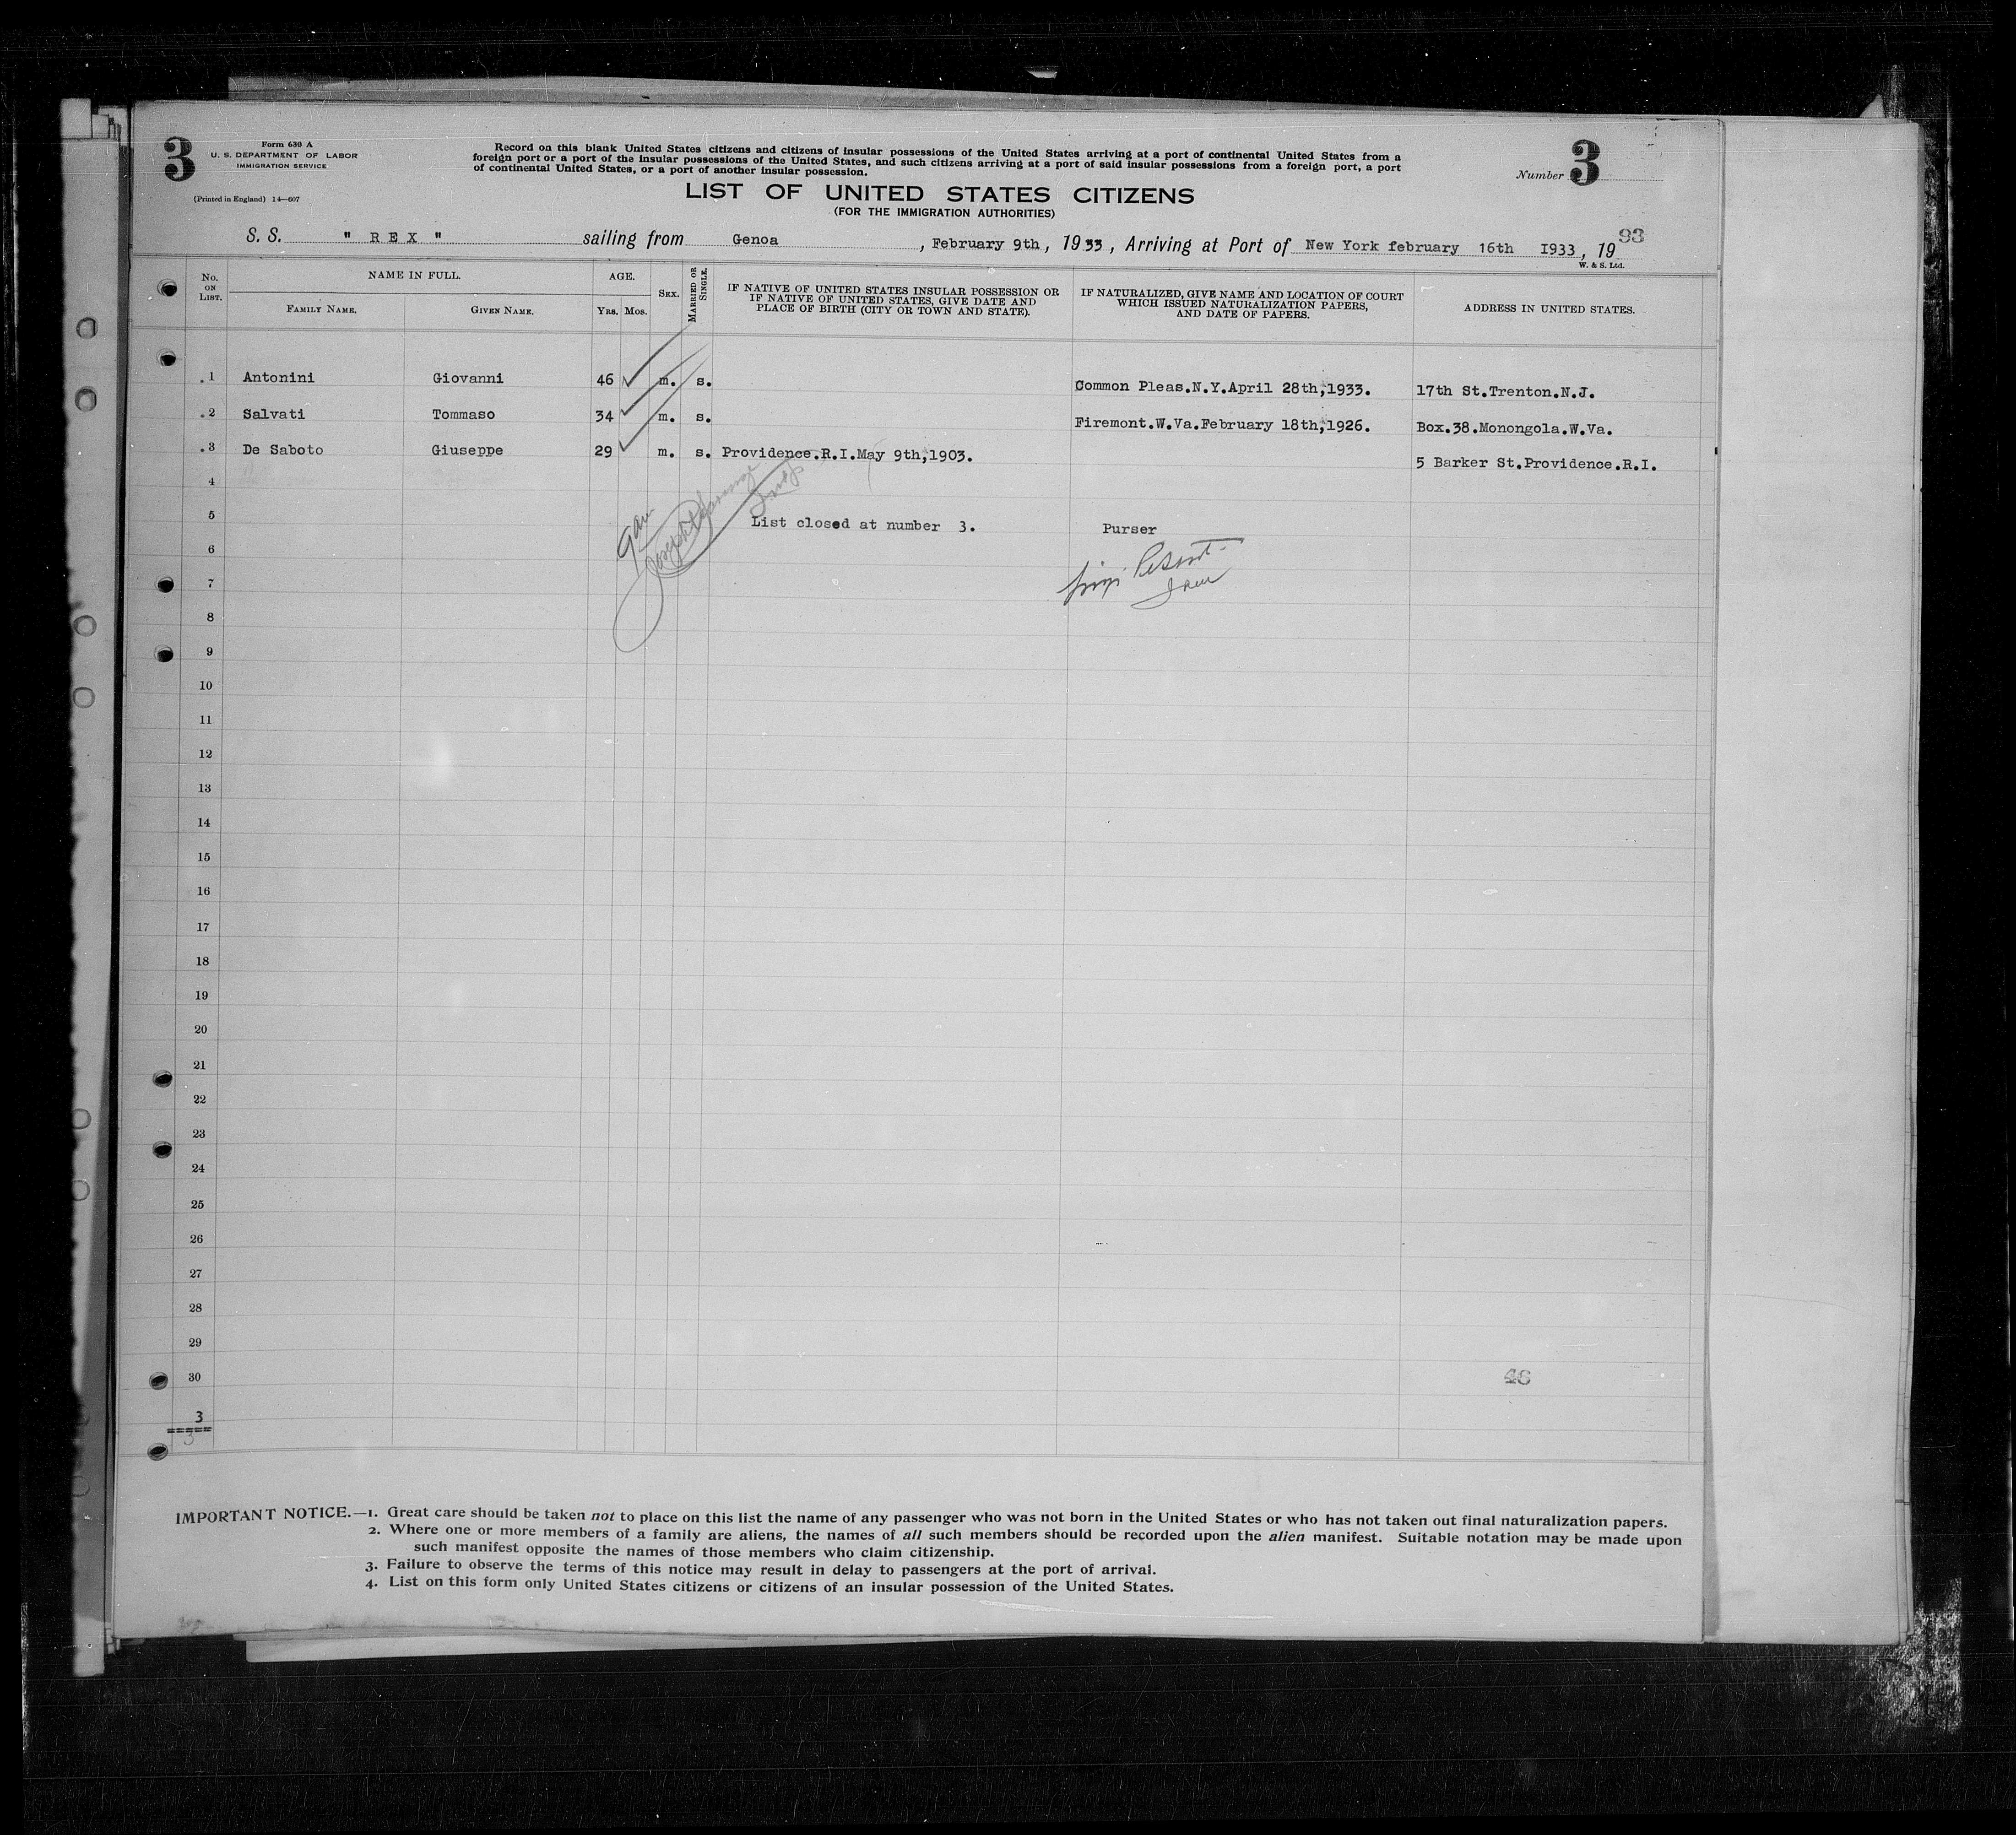 3
Form 630 A
U. S. DEPARTMENT OF LABOR
IMMIGRATION SERVICE
(Printed in England) 14—607
Record on this blank United States citizens and citizens of insular possessions of the United States arriving at a port of continental United States from a
foreign port or a port of the insular possessions of the United States, and such citizens arriving at a port of said insular possessions from a foreign port, a port
of continental United States, or a port of another insular possession.
Number 3
LIST OF UNITED STATES CITIZENS
(FOR THE IMMIGRATION AUTHORITIES)
S. S. " R E X " sailing from Genoa , February 9th, 1933, Arriving at Port of New York february 16th I933, 19
93
W. & S. Ltd.
No. ON LIST.
NAME IN FULL.
FAMILY NAME. GIVEN NAME.
AGE.
YRS. MOS.
SEX.
MARRIED OR SINGLE.
IF NATIVE OF UNITED STATES INSULAR POSSESSION OR
IF NATIVE OF UNITED STATES, GIVE DATE AND
PLACE OF BIRTH (CITY OR TOWN AND STATE).
IF NATURALIZED, GIVE NAME AND LOCATION OF COURT
WHICH ISSUED NATURALIZATION PAPERS,
AND DATE OF PAPERS.
ADDRESS IN UNITED STATES.
.1 Antonini Giovanni 46 m. s. Common Pleas.N.Y.April 28th,1933. 17th St.Trenton.N.J.
.2 Salvati Tommaso 34 m. s. Firemont.W.Va.February 18th,1926. Box.38.Monongola.W.Va.
.3 De Saboto Giuseppe 29 m. s. Providence.R.I.May 9th,1903. 5 Barker St.Providence.R.I.
4
5 List closed at number 3. Purser
6
7
8
9
10
11
12
13
14
15
16
17
18
19
20
21
22
23
24
25
26
27
28
29
30 46
3
=====
3
IMPORTANT NOTICE.—1. Great care should be taken not to place on this list the name of any passenger who was not born in the United States or who has not taken out final naturalization papers.
2. Where one or more members of a family are aliens, the names of all such members should be recorded upon the alien manifest. Suitable notation may be made upon
such manifest opposite the names of those members who claim citizenship.
3. Failure to observe the terms of this notice may result in delay to passengers at the port of arrival.
4. List on this form only United States citizens or citizens of an insular possession of the United States.